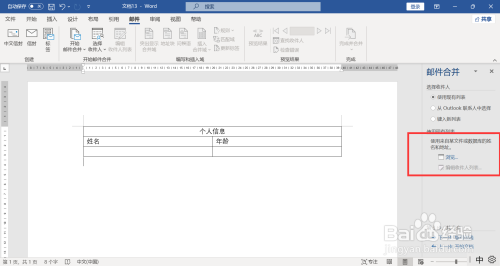 自动保存
文档13 - Word
搜索
登录
文件 开始 插入 设计 布局 引用 邮件 审阅 视图 帮助
共享
中文信封 信封 标签
开始邮件合并 选择收件人 编辑收件人列表
突出显示合并域 地址块 问候语 插入合并域
规则
匹配域
更新标签
预览结果
ABC
查找收件人
检查错误
完成并合并
创建 开始邮件合并 编写和插入域 预览结果 完成
邮件合并
选择收件人
使用现有列表
从 Outlook 联系人中选择
键入新列表
使用现有列表
使用来自某文件或数据库的姓名和地址。
浏览...
编辑收件人列表...
个人信息
姓名 年龄
Baidu 经验
第 1 页，共 1 页 8 个字 中文(中国)
专注
中